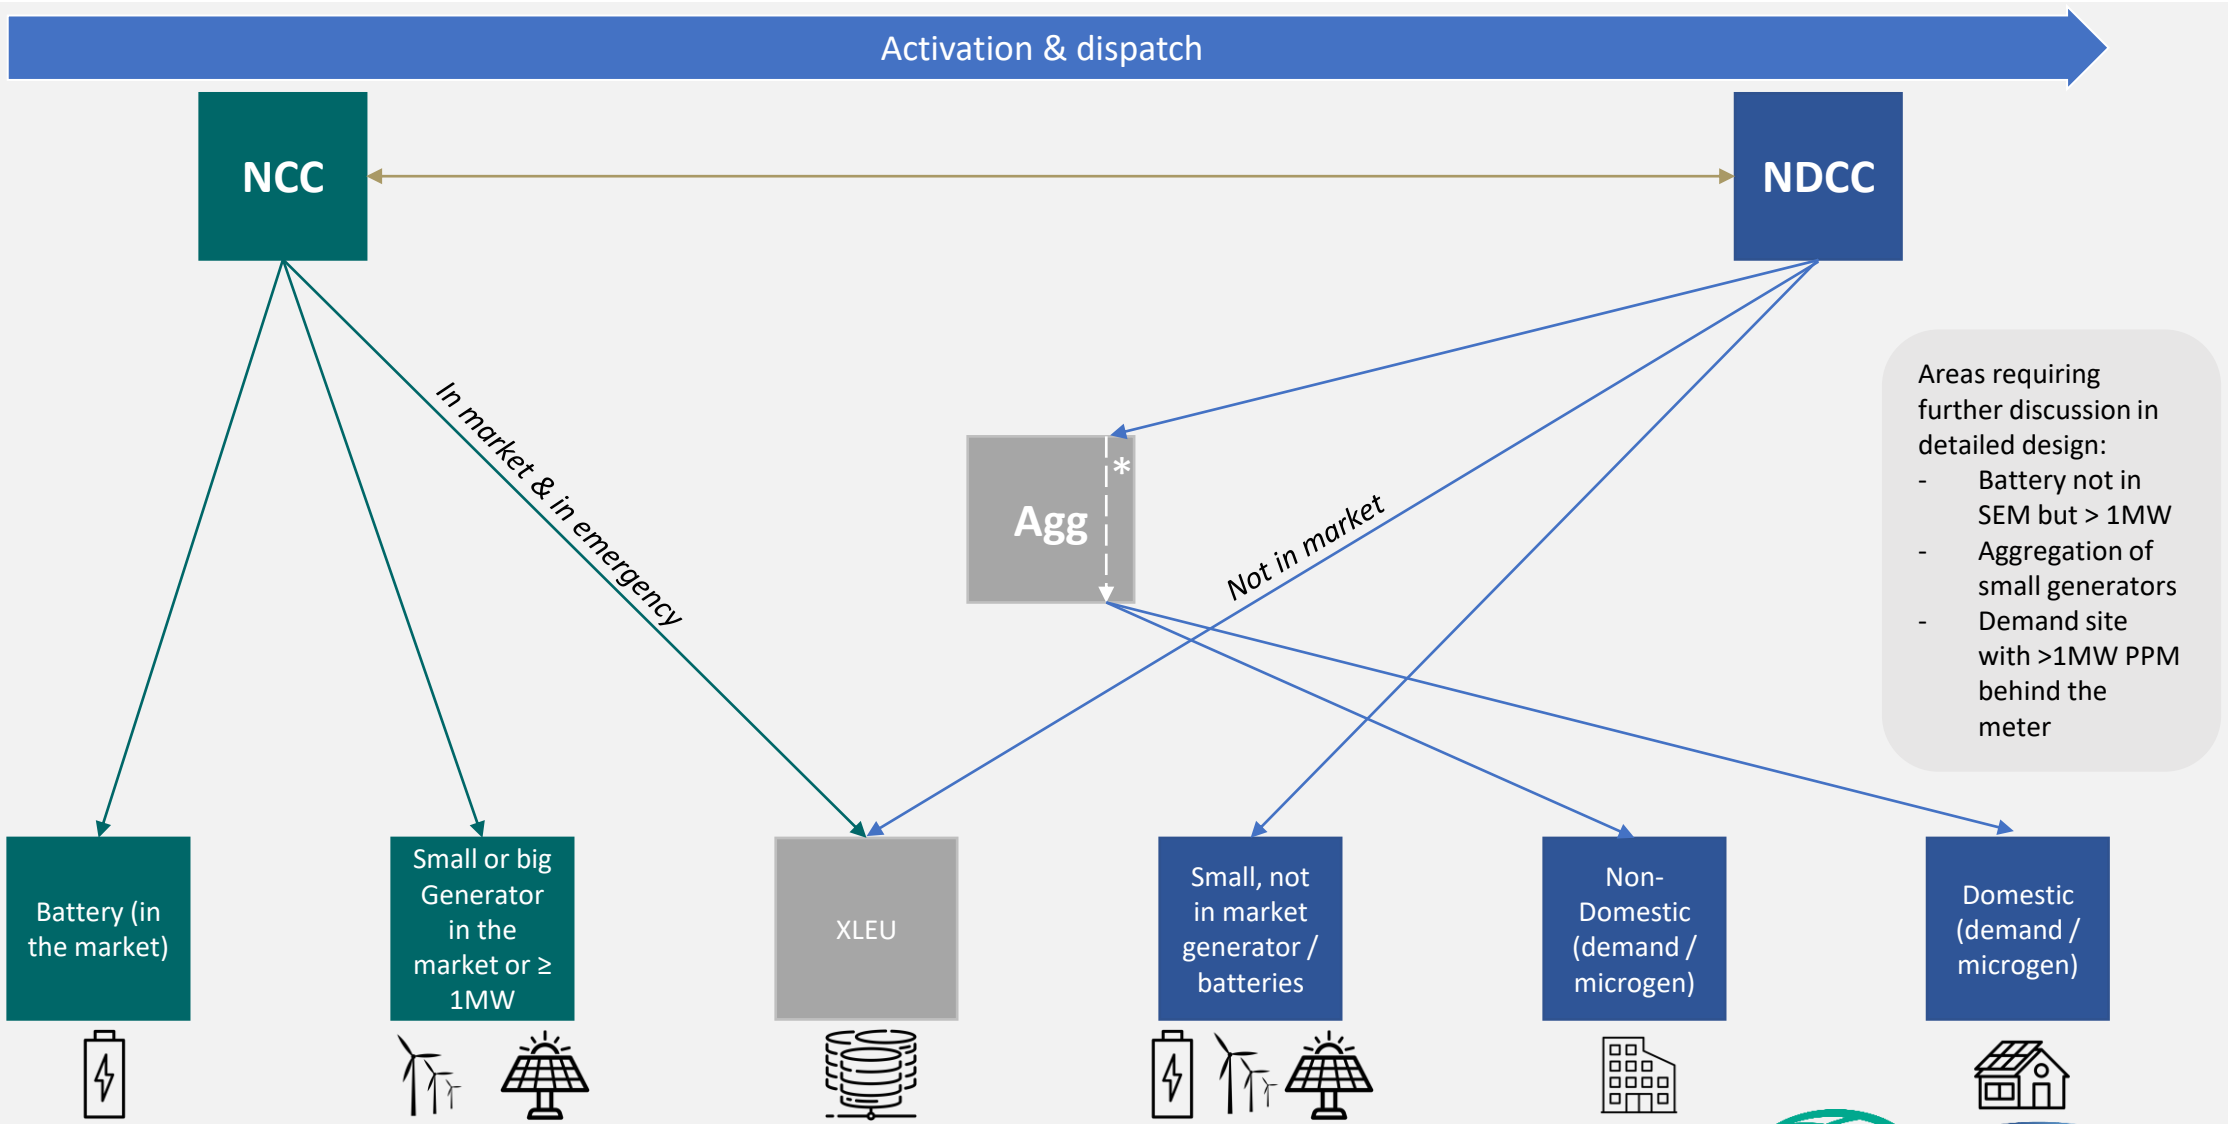 Activation & dispatch
NCC
NDCC
In market & in emergency
Agg
*
Not in market
Areas requiring
further discussion in
detailed design:
- Battery not in
SEM but > 1MW
- Aggregation of
small generators
- Demand site
with >1MW PPM
behind the
meter
Battery (in
the market)
Small or big
Generator
in the
market or ≥
1MW
XLEU
Small, not
in market
generator /
batteries
Non-
Domestic
(demand /
microgen)
Domestic
(demand /
microgen)